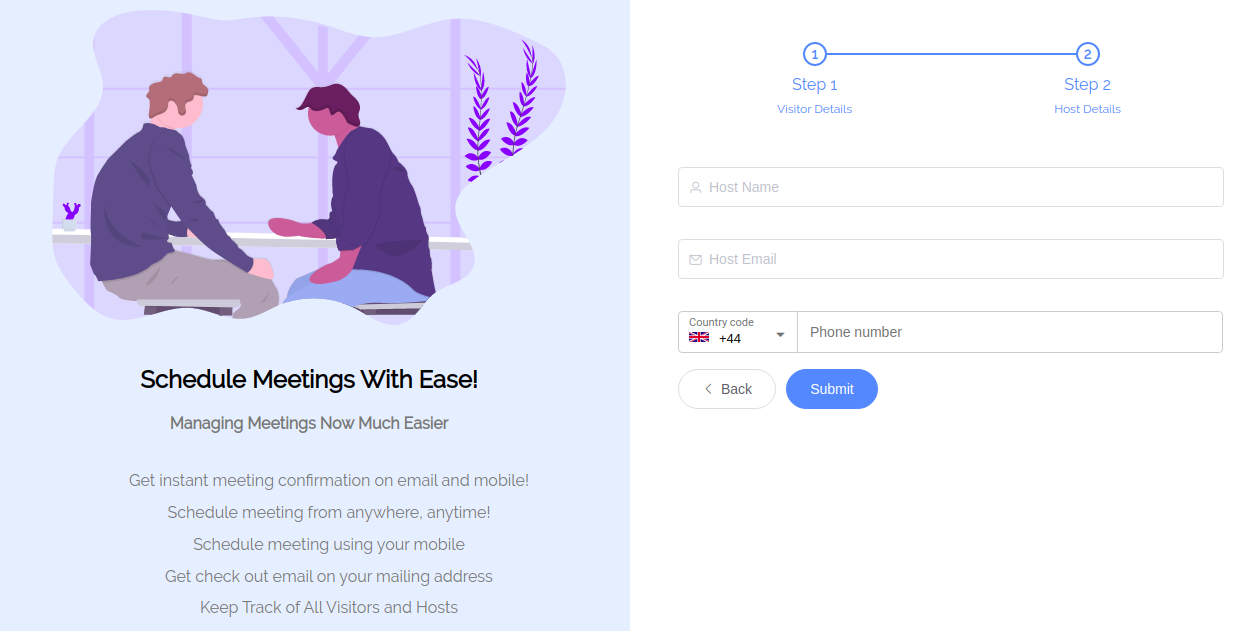 Schedule Meetings With Ease!
Managing Meetings Now Much Easier
Get instant meeting confirmation on email and mobile!
Schedule meeting from anywhere, anytime!
Schedule meeting using your mobile
Get check out email on your mailing address
Keep Track of All Visitors and Hosts
1 2
Step 1 Step 2
Visitor Details Host Details
Host Name
Host Email
Country code
+44 Phone number
Back Submit